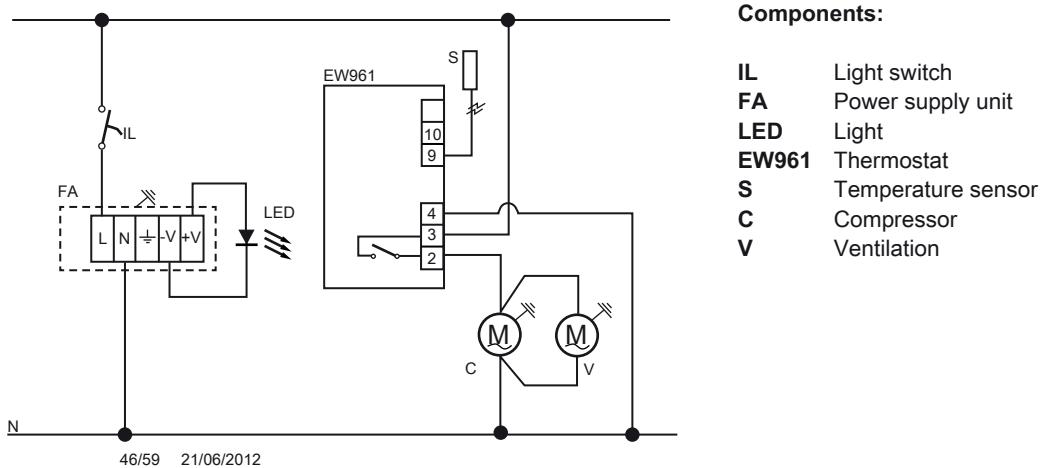 Components:
IL Light switch
FA Power supply unit
LED Light
EW961 Thermostat
S Temperature sensor
C Compressor
V Ventilation
EW961
S
10
9
IL
FA
L N -V +V
LED
4
3
2
M M
C V
N
46/59 21/06/2012